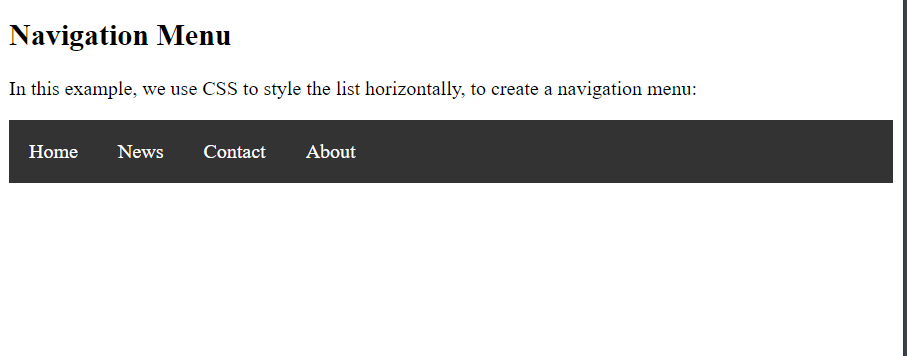 Navigation Menu
In this example, we use CSS to style the list horizontally, to create a navigation menu:
Home News Contact About